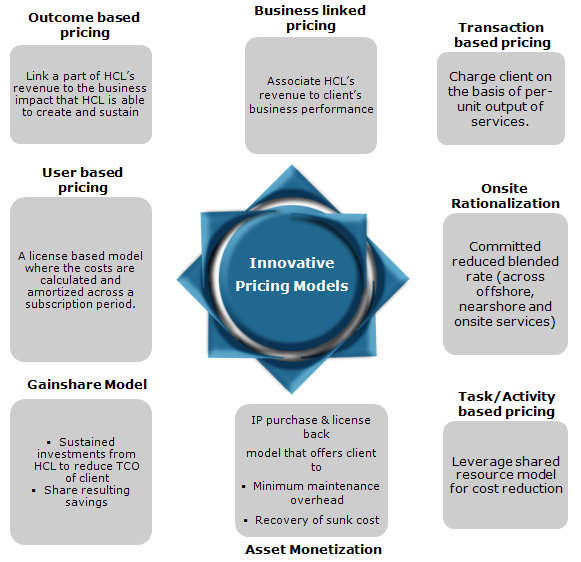 Outcome based
pricing
Link a part of HCL's
revenue to the business
impact that HCL is able
to create and sustain
Business linked
pricing
Associate HCL's
revenue to client's
business performance
Transaction
based pricing
Charge client on
the basis of per-
unit output of
services.
User based
pricing
A license based model
where the costs are
calculated and
amortized across a
subscription period.
Innovative
Pricing Models
Onsite
Rationalization
Committed
reduced blended
rate (across
offshore,
nearshore and
onsite services)
Gainshare Model
▪ Sustained
investments from
HCL to reduce TCO
of client
▪ Share resulting
savings
IP purchase & license
back
model that offers client
to
▪ Minimum maintenance
overhead
▪ Recovery of sunk cost
Asset Monetization
Task/Activity
based pricing
Leverage shared
resource model
for cost reduction